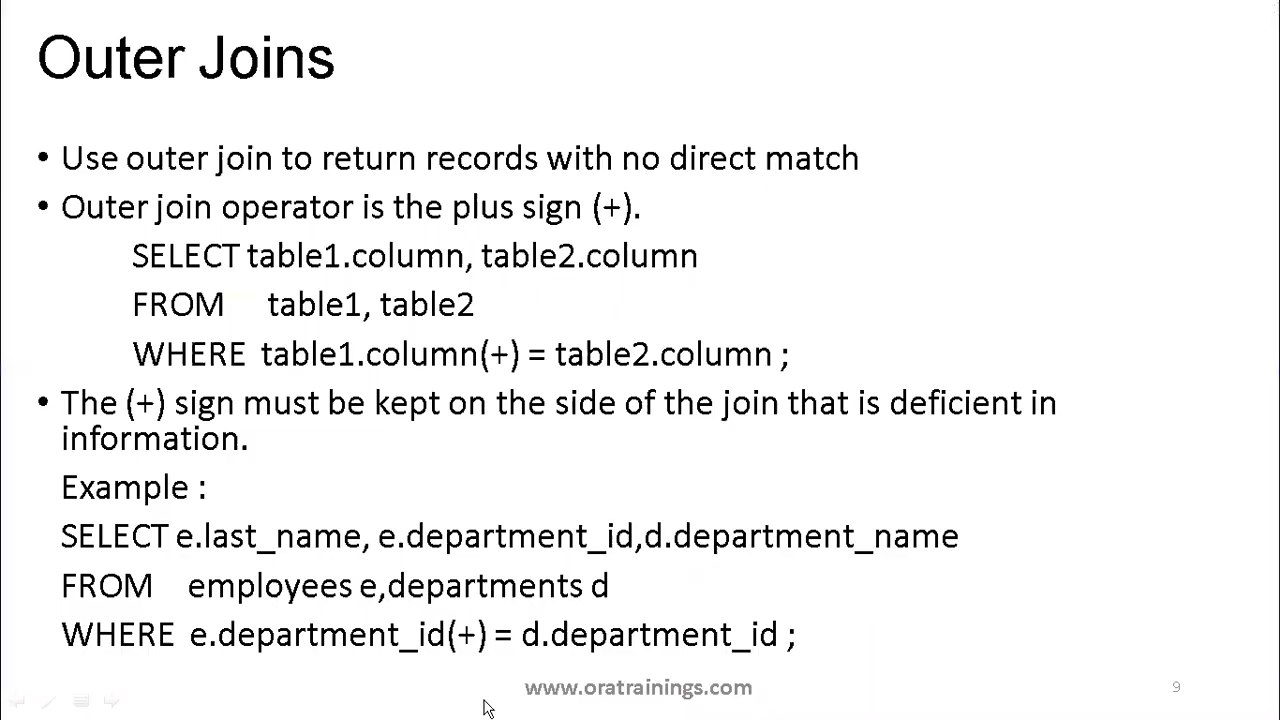 Outer Joins
• Use outer join to return records with no direct match
• Outer join operator is the plus sign (+).
SELECT table1.column, table2.column
FROM table1, table2
WHERE table1.column(+) = table2.column ;
• The (+) sign must be kept on the side of the join that is deficient in
information.
Example :
SELECT e.last_name, e.department_id,d.department_name
FROM employees e,departments d
WHERE e.department_id(+) = d.department_id ;
www.oratrainings.com
9